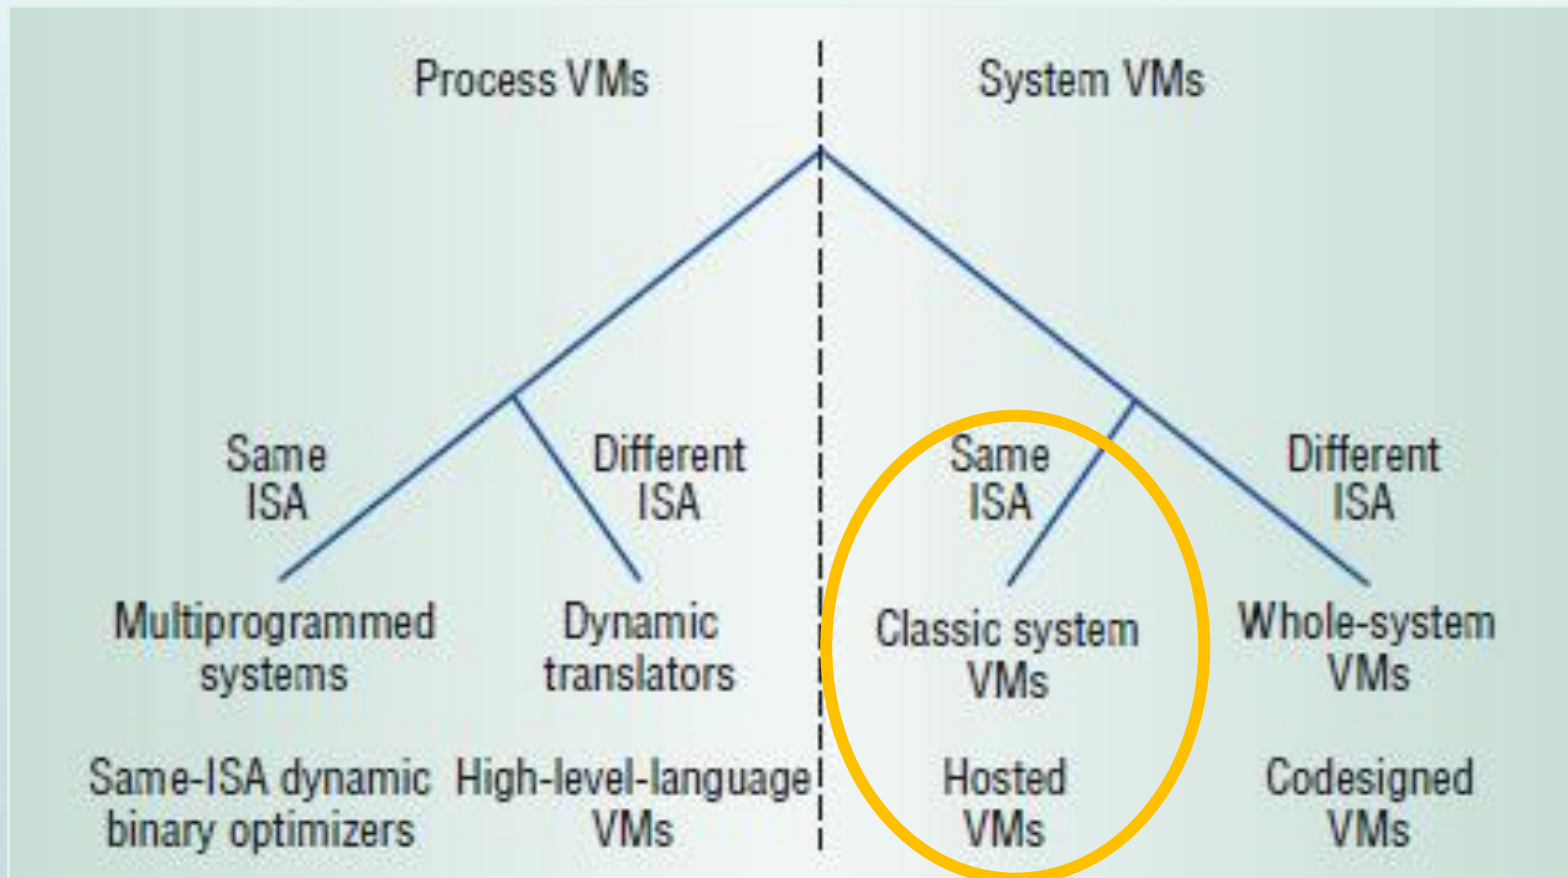 Process VMs
System VMs
Same
ISA
Different
ISA
Same
ISA
Different
ISA
Multiprogrammed
systems
Dynamic
translators
Classic system
VMs
Whole-system
VMs
Same-ISA dynamic
binary optimizers
High-level-language
VMs
Hosted
VMs
Codesigned
VMs